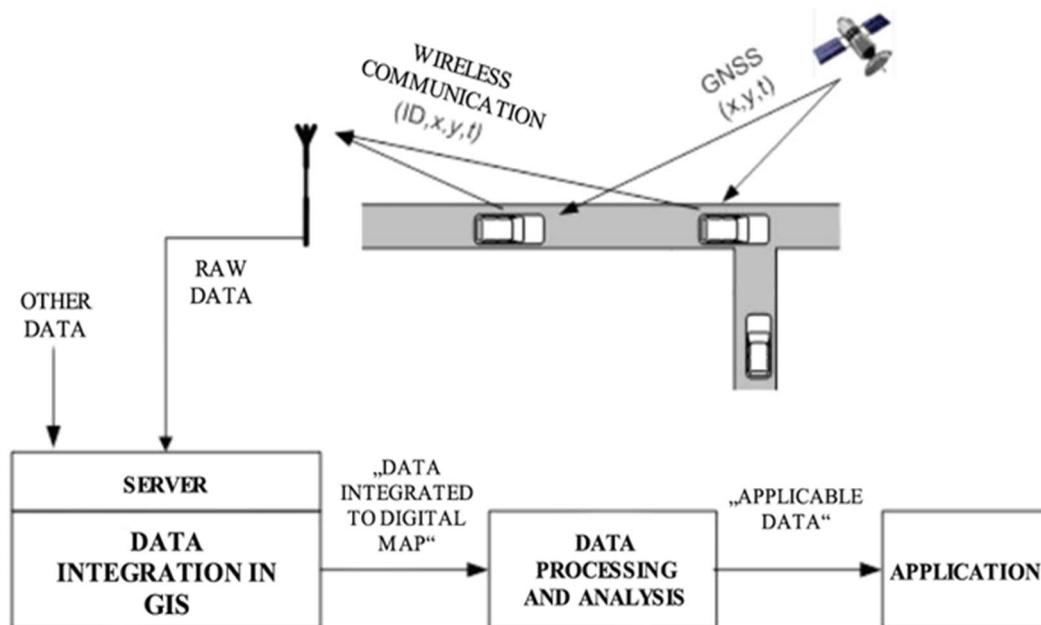 WIRELESS
COMMUNICATION
(ID,x,y,t)
GNSS
(x,y,t)
RAW
DATA
OTHER
DATA
SERVER
DATA
INTEGRATION IN
GIS
„DATA
INTEGRATED
TO DIGITAL
MAP“
DATA
PROCESSING
AND ANALYSIS
„APPLICABLE
DATA“
APPLICATION